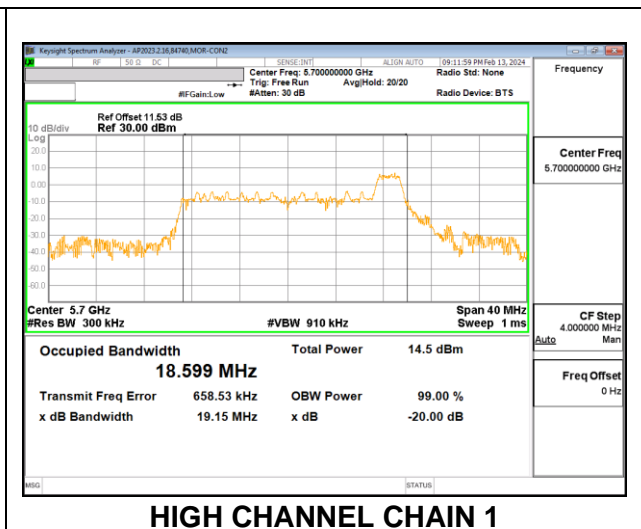 Keysight Spectrum Analyzer - AP2023.2.16,84740,MOR-CON2
RF 50 Ω DC SENSE:INT ALIGN AUTO 09:11:59 PM Feb 13, 2024
Center Freq: 5.700000000 GHz Radio Std: None
Trig: Free Run Avg|Hold: 20/20
#IFGain:Low #Atten: 30 dB Radio Device: BTS
Frequency
Ref Offset 11.53 dB
10 dB/div Ref 30.00 dBm
Log
20.0
10.0
0.00
-10.0
-20.0
-30.0
-40.0
-50.0
-60.0
Center 5.7 GHz Span 40 MHz
#Res BW 300 kHz #VBW 910 kHz Sweep 1 ms
Occupied Bandwidth Total Power 14.5 dBm
18.599 MHz
Transmit Freq Error 658.53 kHz OBW Power 99.00 %
x dB Bandwidth 19.15 MHz x dB -20.00 dB
Center Freq
5.700000000 GHz
CF Step
4.000000 MHz
Auto Man
Freq Offset
0 Hz
MSG STATUS
HIGH CHANNEL CHAIN 1